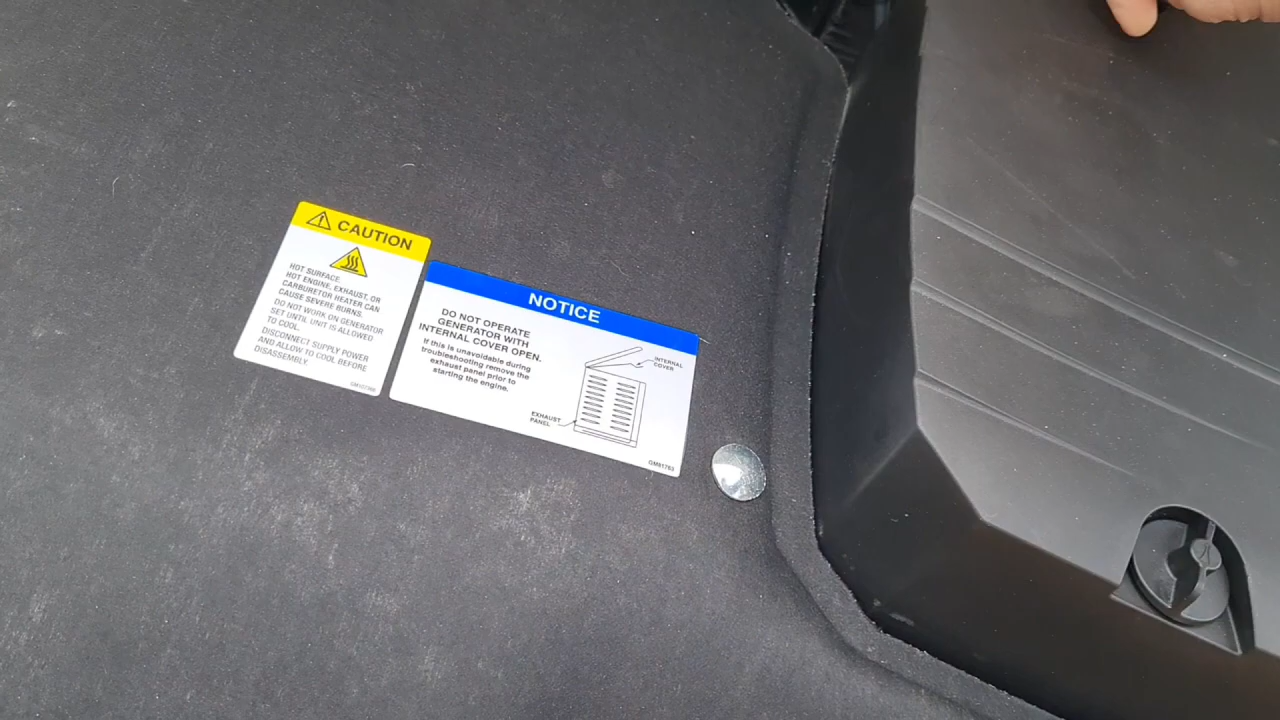 CAUTION
HOT SURFACE.
HOT ENGINE, EXHAUST, OR
CARBURETOR HEATER CAN
CAUSE SEVERE BURNS.
DO NOT WORK ON GENERATOR
SET UNTIL UNIT IS ALLOWED
TO COOL.
DISCONNECT SUPPLY POWER
AND ALLOW TO COOL BEFORE
DISASSEMBLY.
NOTICE
DO NOT OPERATE
GENERATOR WITH
INTERNAL COVER OPEN.
If this is unavoidable during
troubleshooting remove the
exhaust panel prior to
starting the engine.
INTERNAL
COVER
EXHAUST
PANEL
GM81763